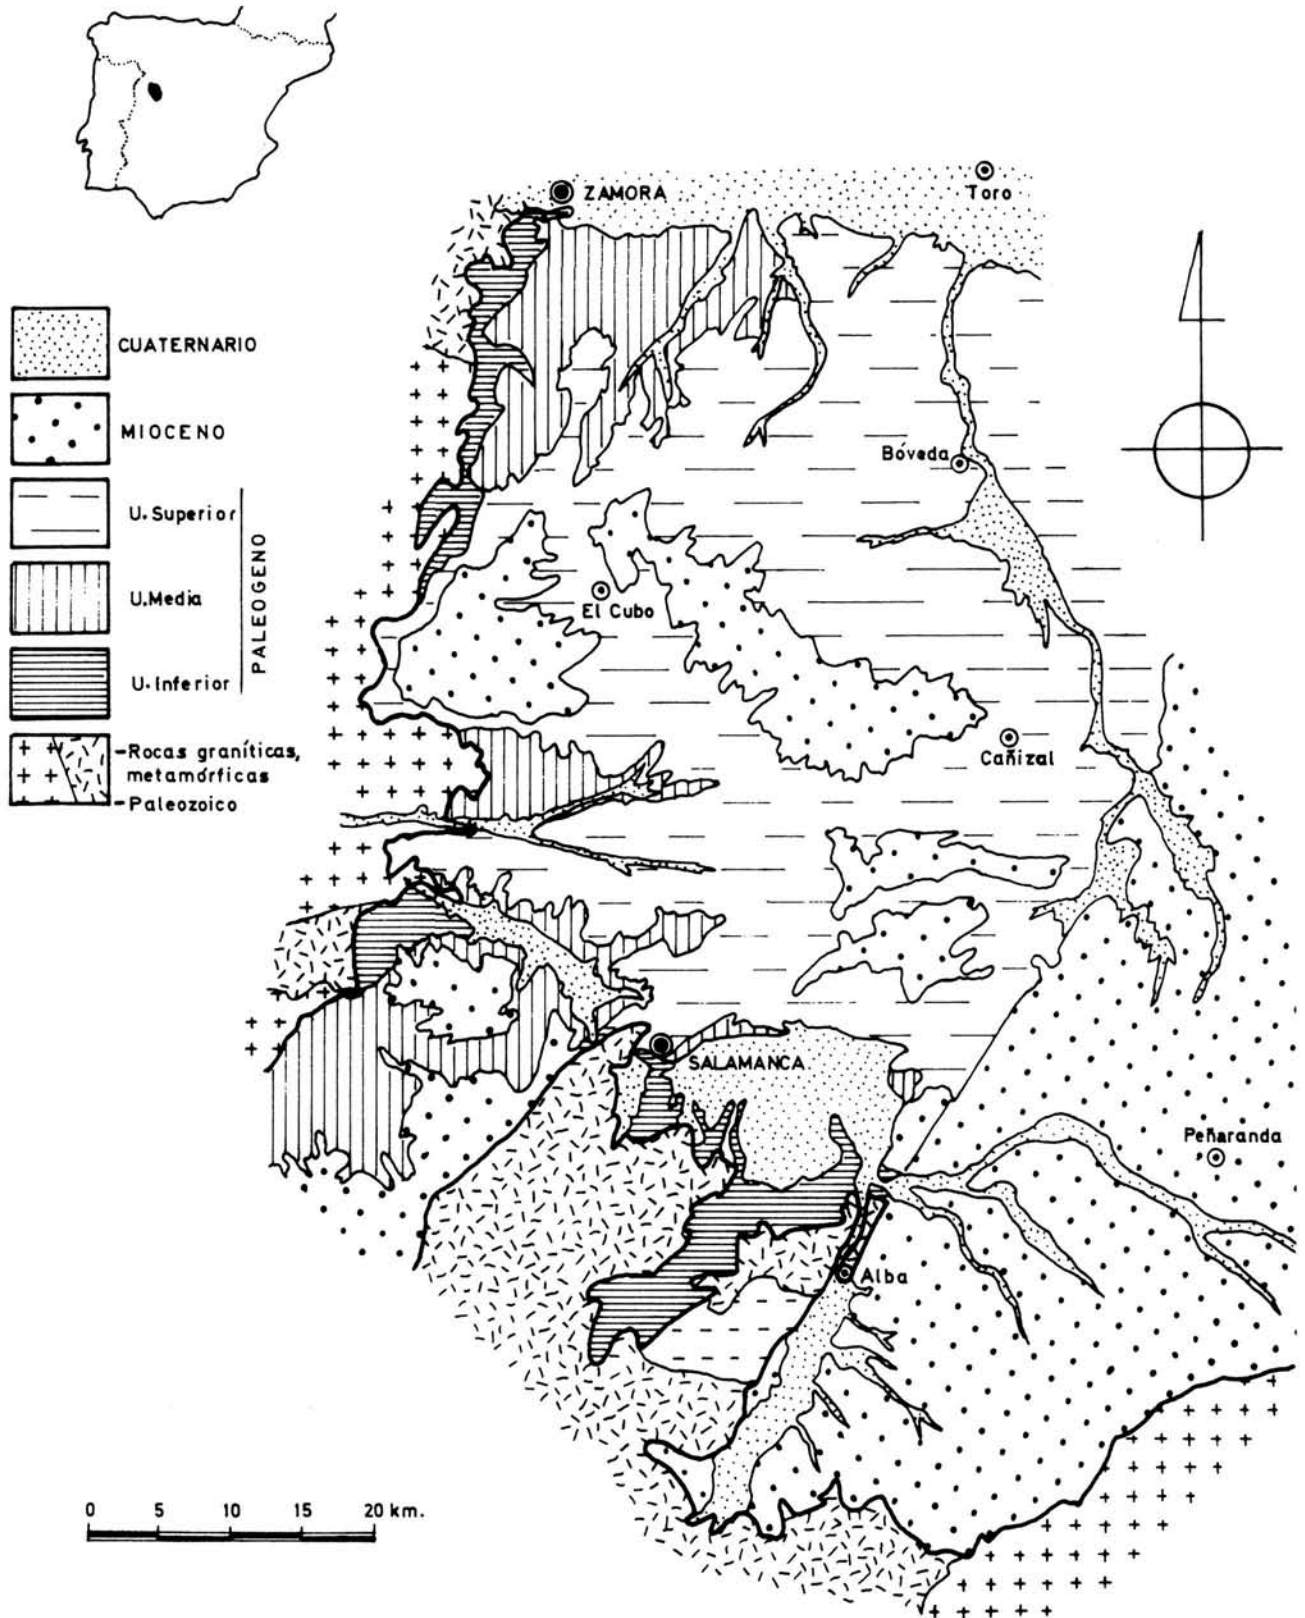 ZAMORA
Toro
CUATERNARIO
MIOCENO
U. Superior
U. Media
U. Inferior
PALEOGENO
-Rocas graníticas,
metamórficas
-Paleozoico
Bóveda
El Cubo
Cañizal
SALAMANCA
Peñaranda
Alba
0 5 10 15 20 km.